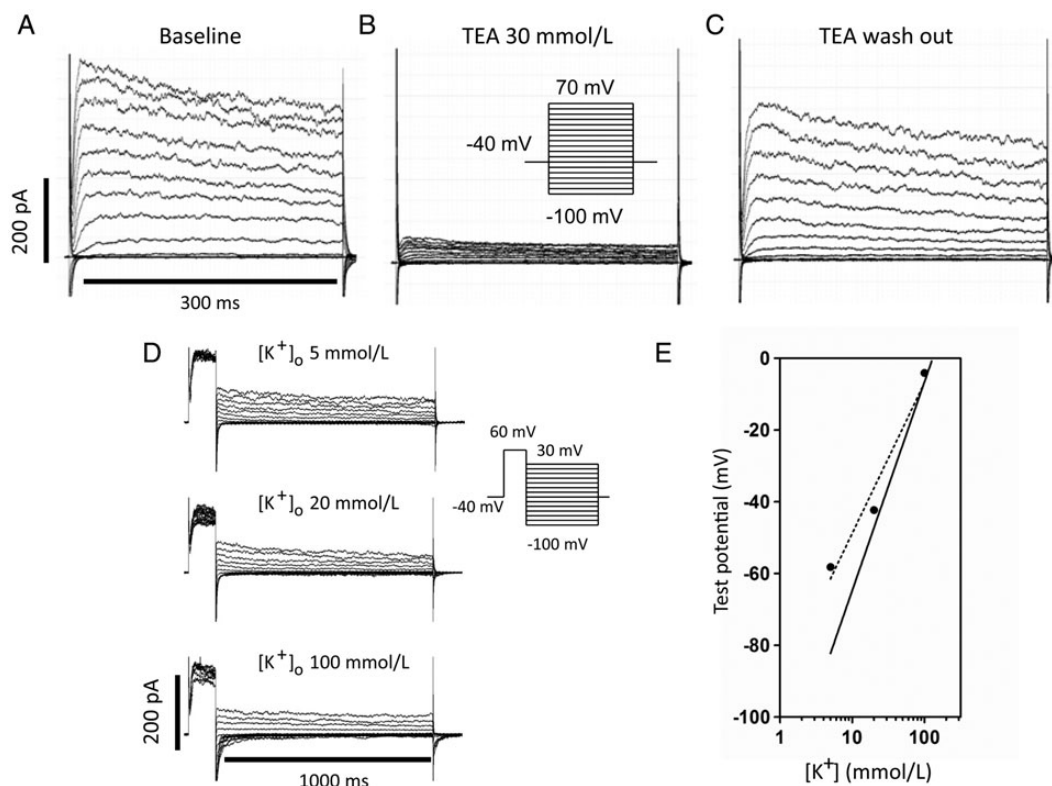 A
Baseline
200 pA
300 ms
B
TEA 30 mmol/L
70 mV
-40 mV
-100 mV
C
TEA wash out
D
[K⁺]ₒ 5 mmol/L
60 mV
30 mV
-40 mV
-100 mV
[K⁺]ₒ 20 mmol/L
[K⁺]ₒ 100 mmol/L
200 pA
1000 ms
E
Test potential (mV)
0
-20
-40
-60
-80
-100
1
10
100
[K⁺] (mmol/L)